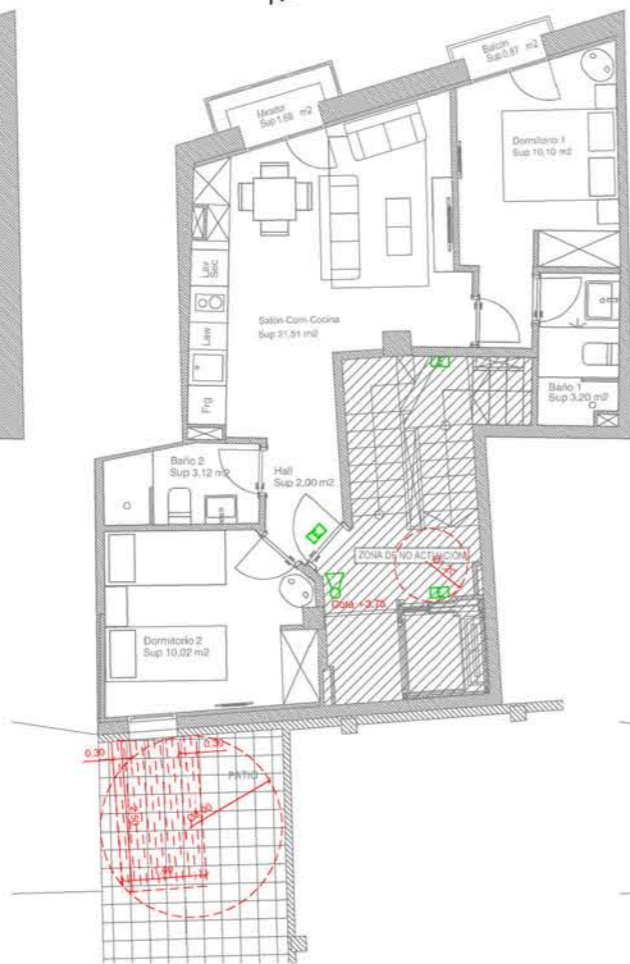 Balcon
Sup 0,87 m2
Mirador
Sup 1,68 m2
Dormitorio 1
Sup 10,10 m2
Lav
Sec
Salón-Com-Cocina
Sup 21,51 m2
Lavv
Frg
Baño 1
Sup 3,20 m2
Baño 2
Sup 3,12 m2
Hall
Sup 2,00 m2
ZONA DE NO ACTUACIÓN
Cota +3.75
Dormitorio 2
Sup 10,02 m2
0.30
0.30
PATIO